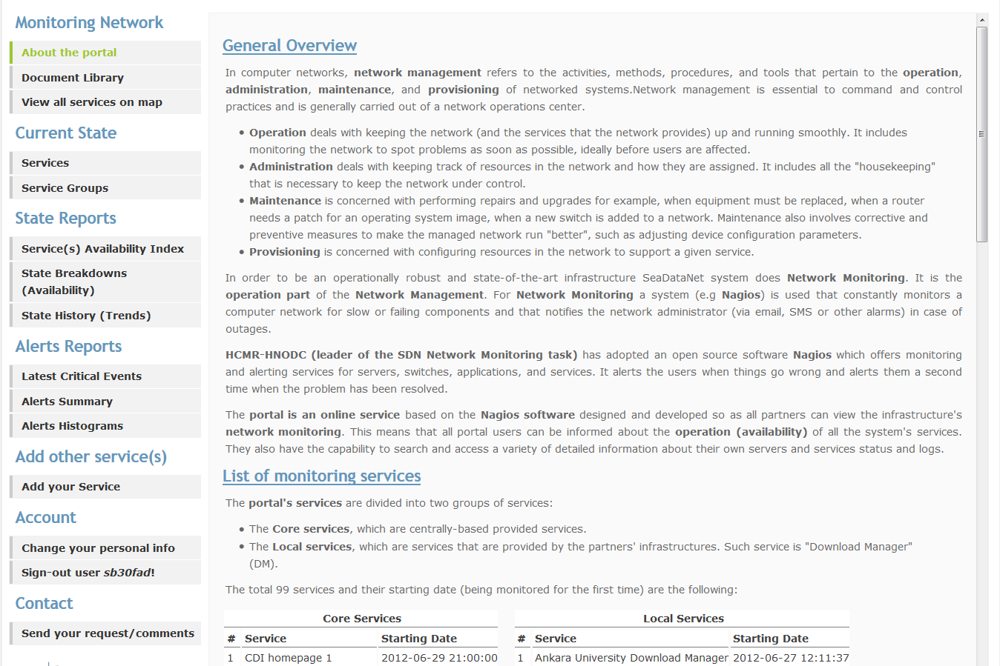 Monitoring Network
About the portal
Document Library
View all services on map
Current State
Services
Service Groups
State Reports
Service(s) Availability Index
State Breakdowns
(Availability)
State History (Trends)
Alerts Reports
Latest Critical Events
Alerts Summary
Alerts Histograms
Add other service(s)
Add your Service
Account
Change your personal info
Sign-out user sb30fad!
Contact
Send your request/comments
General Overview
In computer networks, network management refers to the activities, methods, procedures, and tools that pertain to the operation,
administration, maintenance, and provisioning of networked systems.Network management is essential to command and control
practices and is generally carried out of a network operations center.
• Operation deals with keeping the network (and the services that the network provides) up and running smoothly. It includes
monitoring the network to spot problems as soon as possible, ideally before users are affected.
• Administration deals with keeping track of resources in the network and how they are assigned. It includes all the "housekeeping"
that is necessary to keep the network under control.
• Maintenance is concerned with performing repairs and upgrades for example, when equipment must be replaced, when a router
needs a patch for an operating system image, when a new switch is added to a network. Maintenance also involves corrective and
preventive measures to make the managed network run "better", such as adjusting device configuration parameters.
• Provisioning is concerned with configuring resources in the network to support a given service.
In order to be an operationally robust and state-of-the-art infrastructure SeaDataNet system does Network Monitoring. It is the
operation part of the Network Management. For Network Monitoring a system (e.g Nagios) is used that constantly monitors a
computer network for slow or failing components and that notifies the network administrator (via email, SMS or other alarms) in case of
outages.
HCMR-HNODC (leader of the SDN Network Monitoring task) has adopted an open source software Nagios which offers monitoring
and alerting services for servers, switches, applications, and services. It alerts the users when things go wrong and alerts them a second
time when the problem has been resolved.
The portal is an online service based on the Nagios software designed and developed so as all partners can view the infrastructure's
network monitoring. This means that all portal users can be informed about the operation (availability) of all the system's services.
They also have the capability to search and access a variety of detailed information about their own servers and services status and logs.
List of monitoring services
The portal's services are divided into two groups of services:
• The Core services, which are centrally-based provided services.
• The Local services, which are services that are provided by the partners' infrastructures. Such service is "Download Manager"
(DM).
The total 99 services and their starting date (being monitored for the first time) are the following:
Core Services
# Service Starting Date
1 CDI homepage 1 2012-06-29 21:00:00
Local Services
# Service Starting Date
1 Ankara University Download Manager 2012-06-27 12:11:37